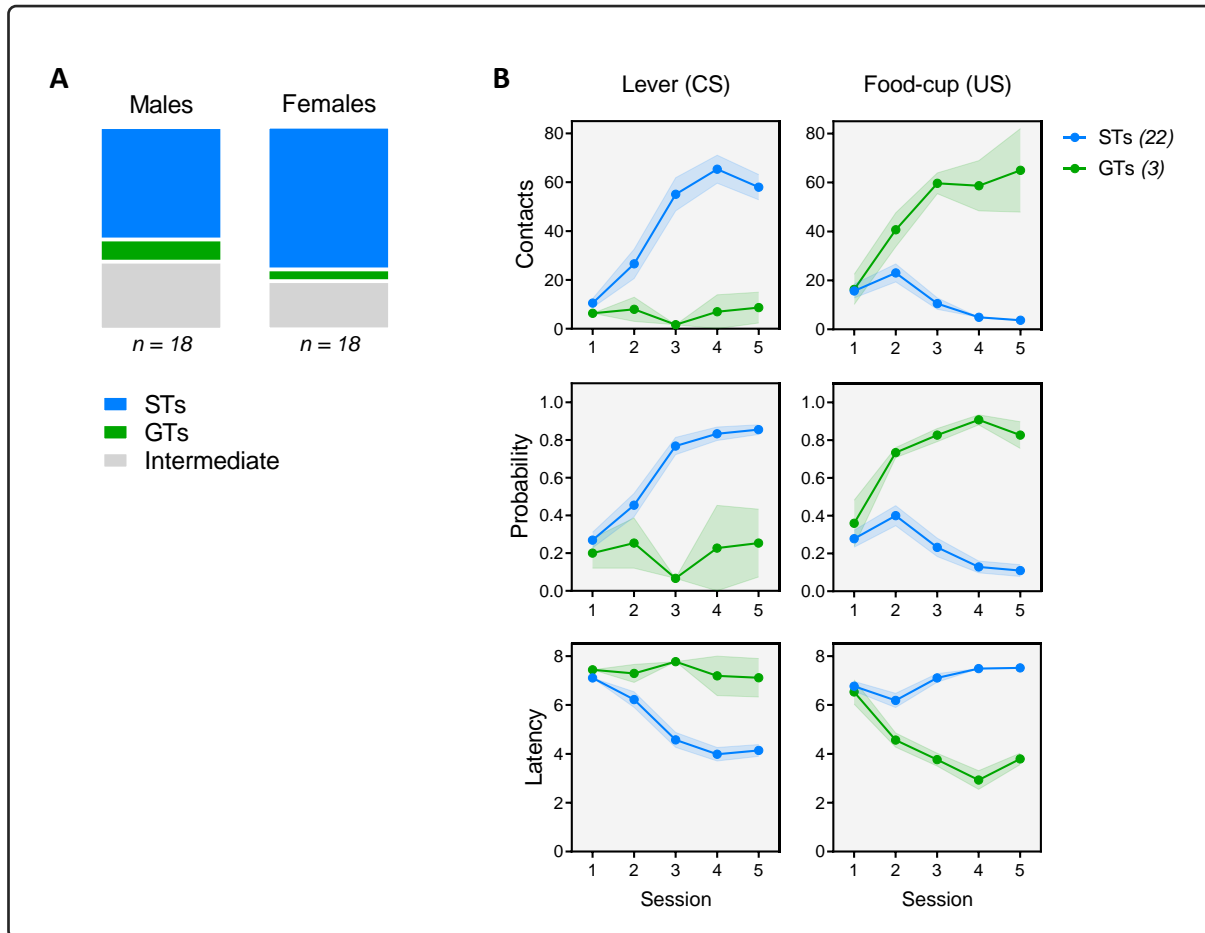 A
Males Females
n = 18 n = 18
STs
GTs
Intermediate
B
Lever (CS) Food-cup (US)
STs (22)
GTs (3)
Contacts
80
60
40
20
0
1 2 3 4 5
80
60
40
20
0
1 2 3 4 5
Probability
1.0
0.8
0.6
0.4
0.2
0.0
1 2 3 4 5
1.0
0.8
0.6
0.4
0.2
0.0
1 2 3 4 5
Latency
8
6
4
2
0
1 2 3 4 5
Session
8
6
4
2
0
1 2 3 4 5
Session